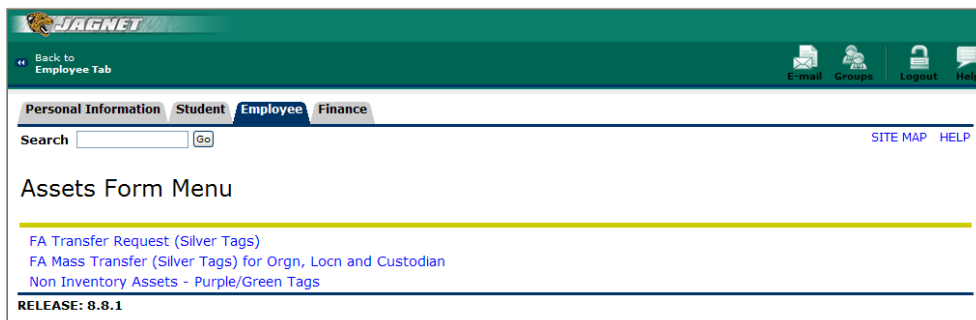 JAGNET
Back to
Employee Tab
E-mail Groups Logout Help
Personal Information Student Employee Finance
Search Go SITE MAP HELP
Assets Form Menu
FA Transfer Request (Silver Tags)
FA Mass Transfer (Silver Tags) for Orgn, Locn and Custodian
Non Inventory Assets - Purple/Green Tags
RELEASE: 8.8.1